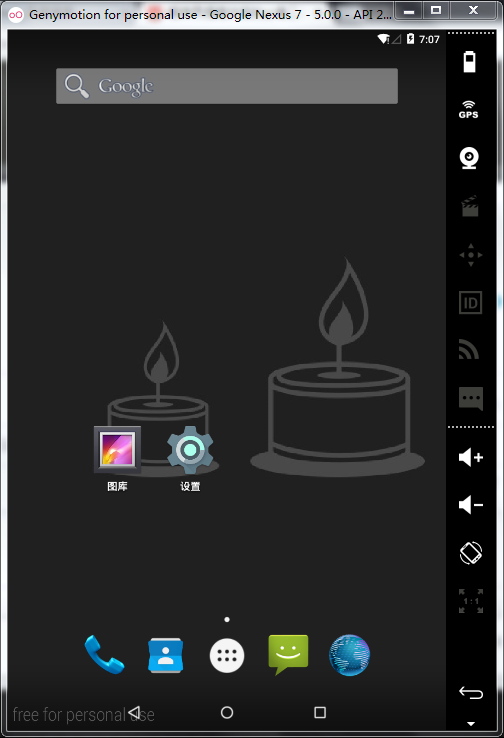 Genymotion for personal use - Google Nexus 7 - 5.0.0 - API 2...
7:07
Google
GPS
ID
1:1
图库
设置
free for personal use